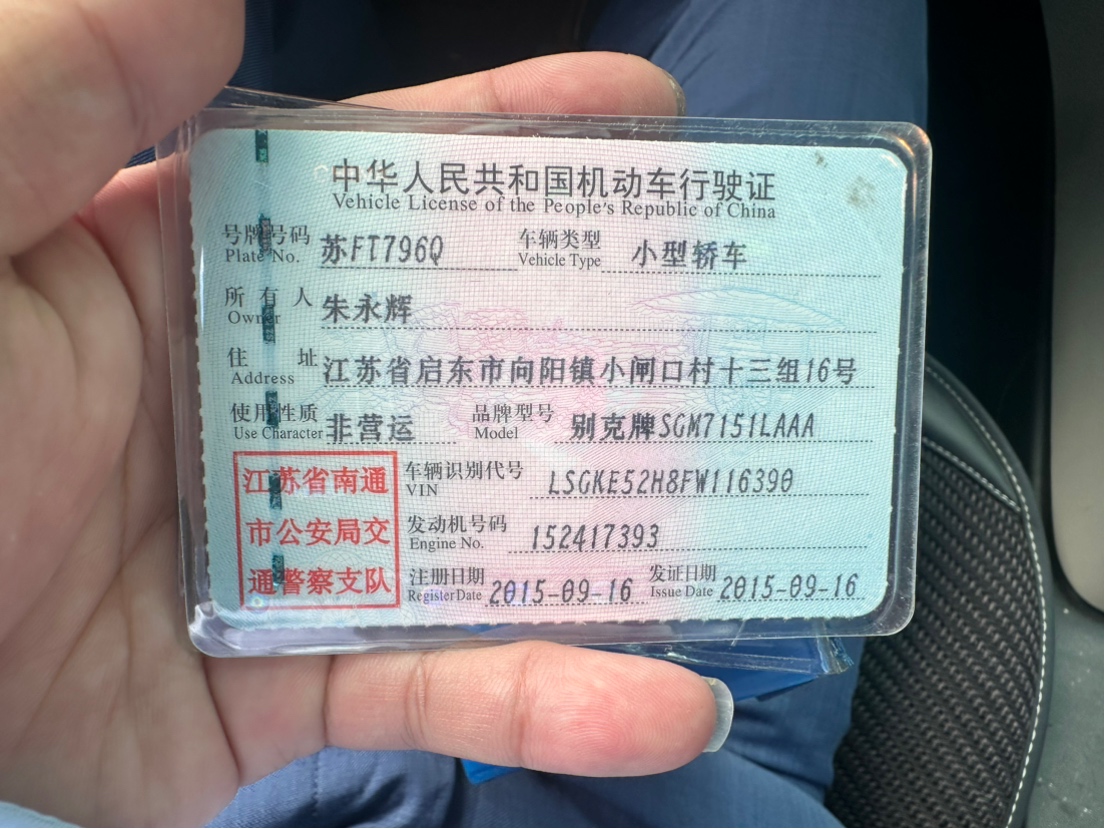 中华人民共和国机动车行驶证
Vehicle License of the People's Republic of China
号牌号码 苏FT796Q 车辆类型 小型轿车
Plate No. Vehicle Type
所有人 朱永辉
Owner
住址 江苏省启东市向阳镇小闸口村十三组16号
Address
使用性质 非营运 品牌型号 别克牌SGM7151LAAA
Use Character Model
江苏省南通
市公安局交
通警察支队
车辆识别代号 LSGKE52H8FW116390
VIN
发动机号码 152417393
Engine No.
注册日期 2015-09-16 发证日期 2015-09-16
Register Date Issue Date